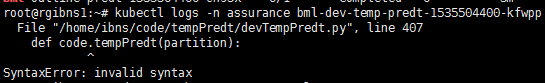 root@rgibns1:~# kubectl logs -n assurance bml-dev-temp-predt-1535504400-kfwpp
  File "/home/ibns/code/tempPredt/devTempPredt.py", line 407
    def code.tempPredt(partition):
            ^
SyntaxError: invalid syntax